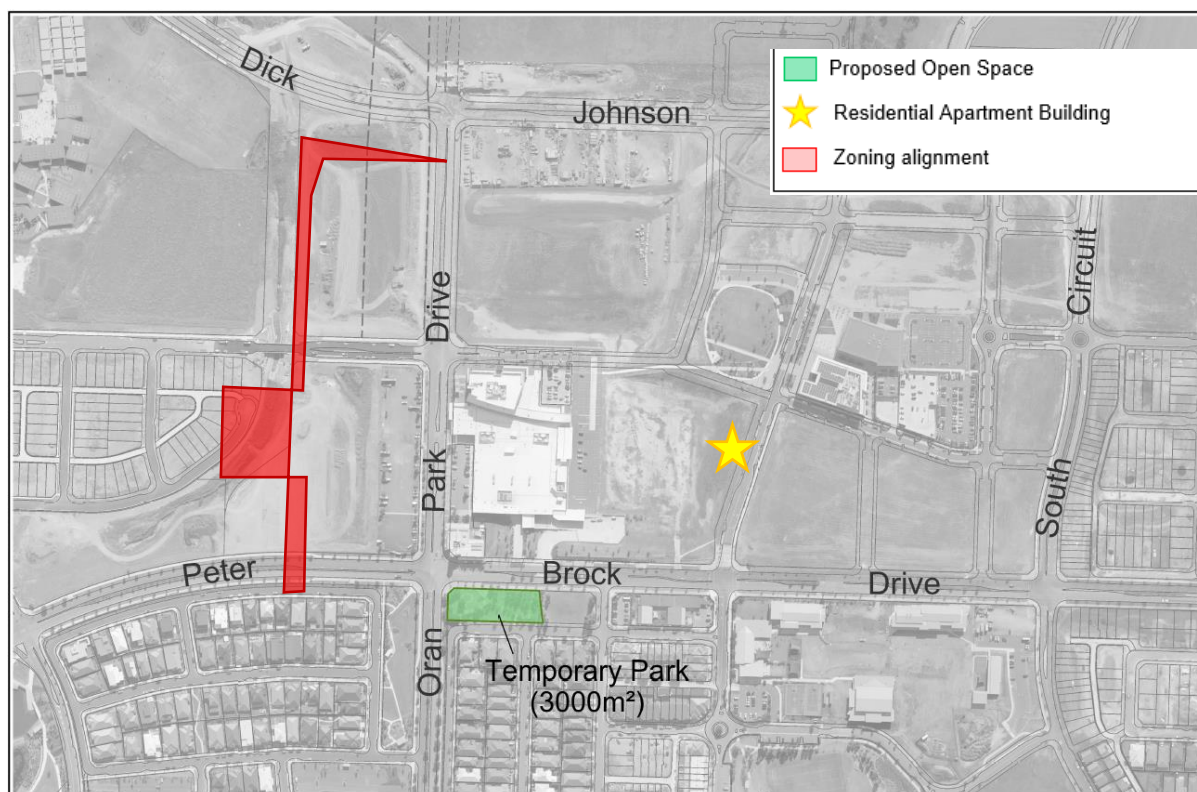 Dick
Johnson
Proposed Open Space
Residential Apartment Building
Zoning alignment
Drive
Circuit
Park
South
Peter
Brock
Drive
Oran
Temporary Park
(3000m²)